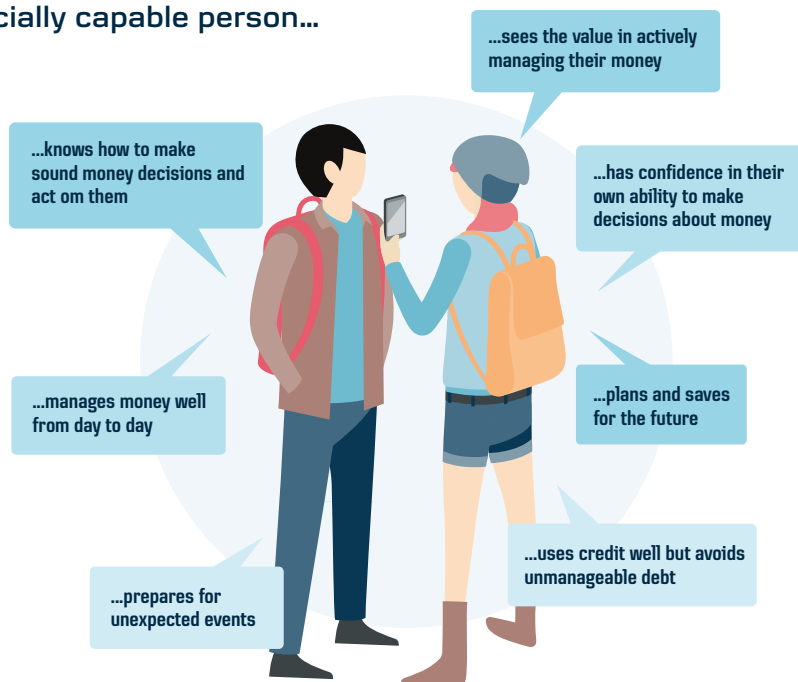 cially capable person...
...sees the value in actively
managing their money
...knows how to make
sound money decisions and
act om them
...has confidence in their
own ability to make
decisions about money
...manages money well
from day to day
...plans and saves
for the future
...uses credit well but avoids
unmanageable debt
...prepares for
unexpected events